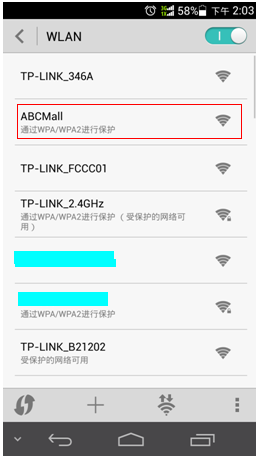 58% 下午 2:03
WLAN
TP-LINK_346A
ABCMall
通过WPA/WPA2进行保护
TP-LINK_FCCC01
TP-LINK_2.4GHz
通过WPA/WPA2进行保护（受保护的网络可
用）
通过WPA/WPA2进行保护
TP-LINK_B21202
受保护的网络可用